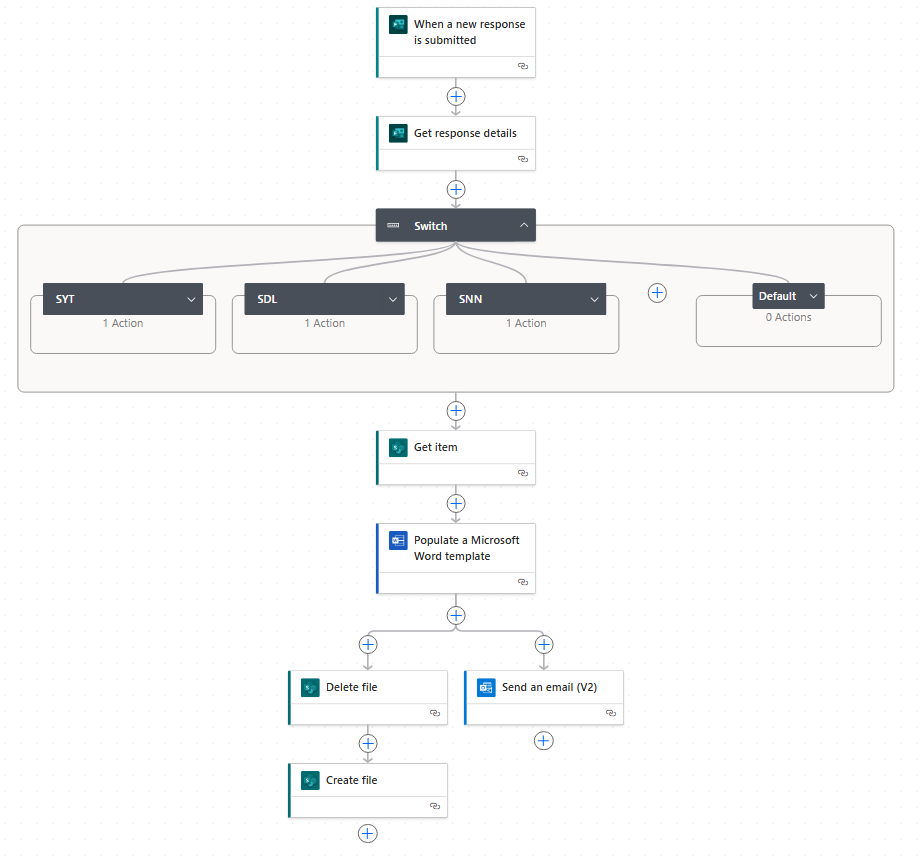 When a new response
is submitted
Get response details
Switch
SYT
SDL
SNN
Default
1 Action
1 Action
1 Action
0 Actions
Get item
Populate a Microsoft
Word template
Delete file
Send an email (V2)
Create file